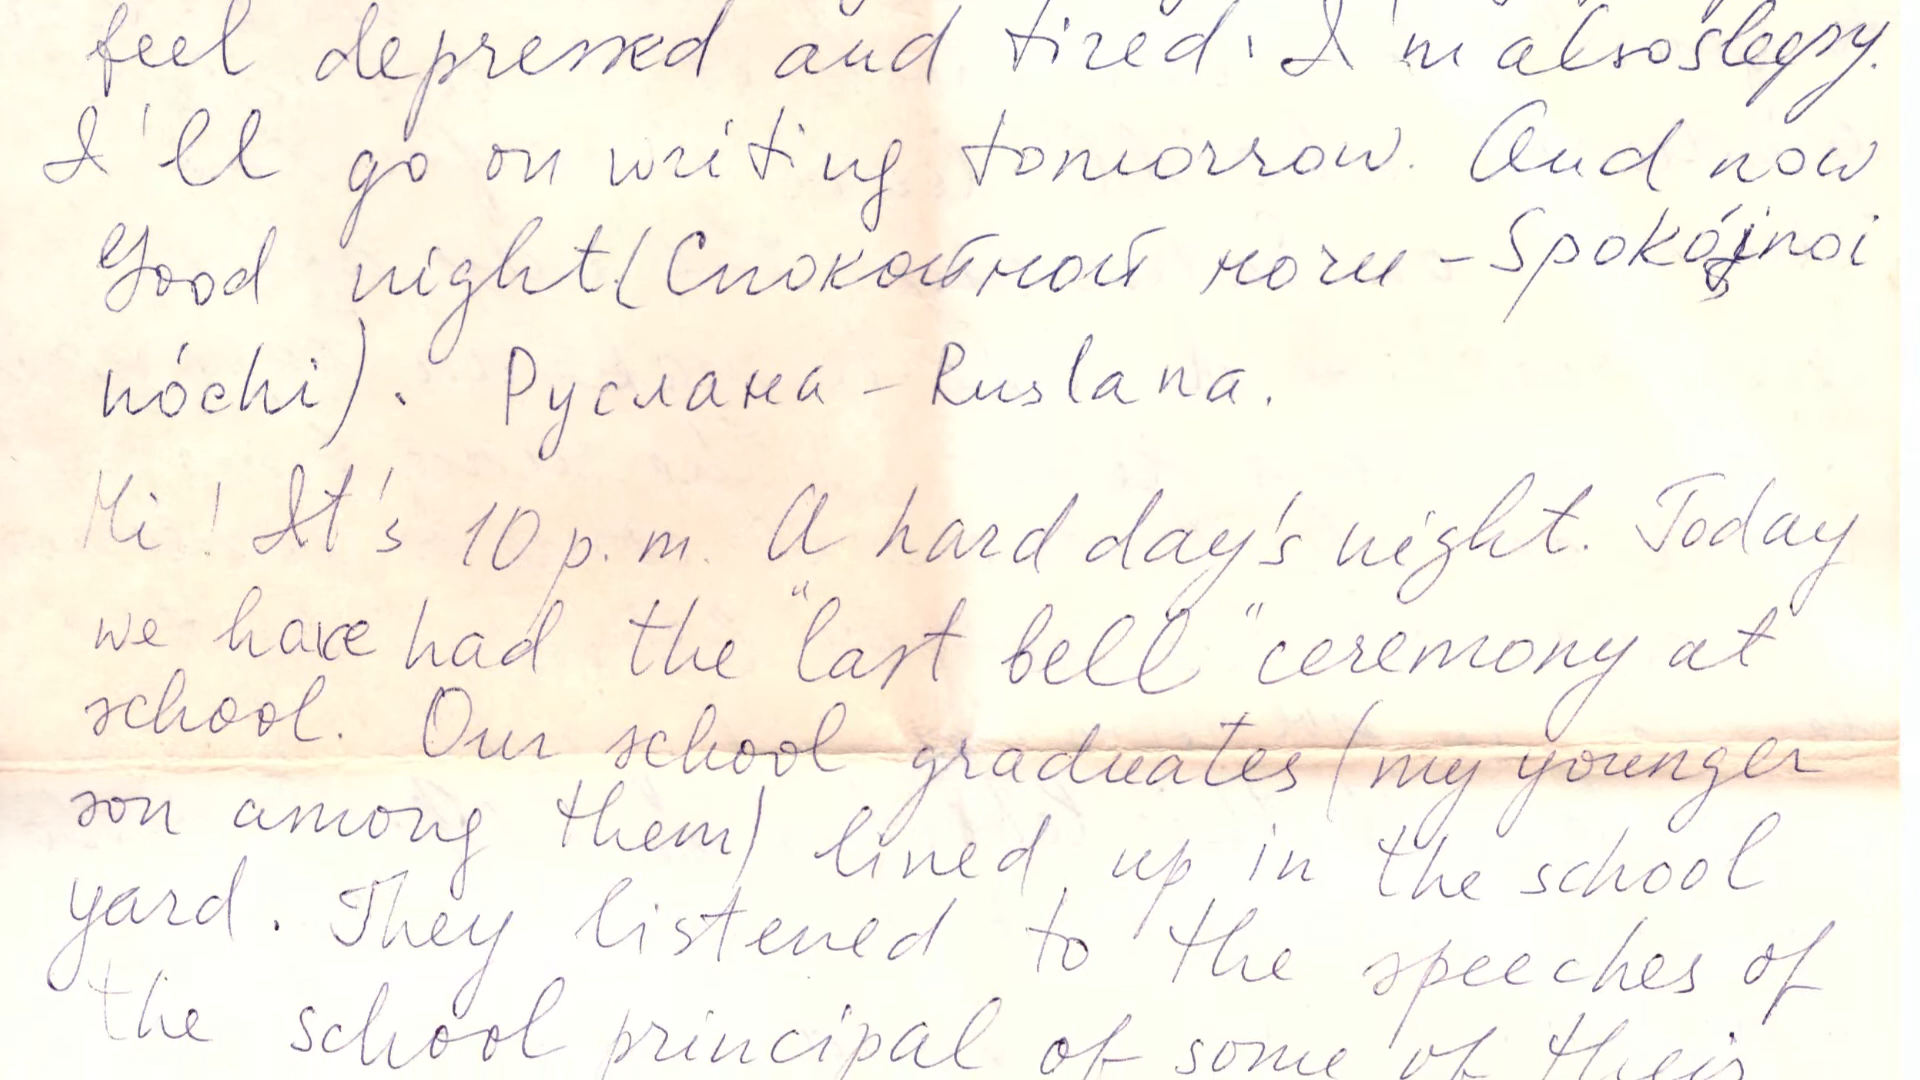 feel depressed and tired. I'm also sleepy.
I'll go on writing tomorrow. And now
Good night (Спокойной ночи - Spokójnoi
nóchi). Руслана - Ruslana.
Hi! It's 10 p.m. A hard day's night. Today
we have had the "last bell" ceremony at
school. Our school graduates (my younger
son among them) lined up in the school
yard. They listened to the speeches of
the school principal of some of their